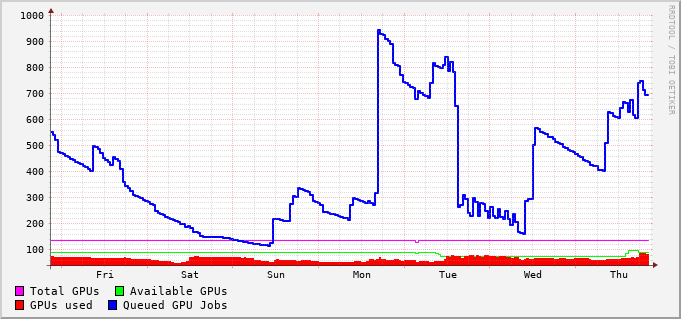 1000
900
800
700
600
500
400
300
200
100
Fri Sat Sun Mon Tue Wed Thu
Total GPUs Available GPUs
GPUs used Queued GPU Jobs
RRDTOOL / TOBI OETIKER